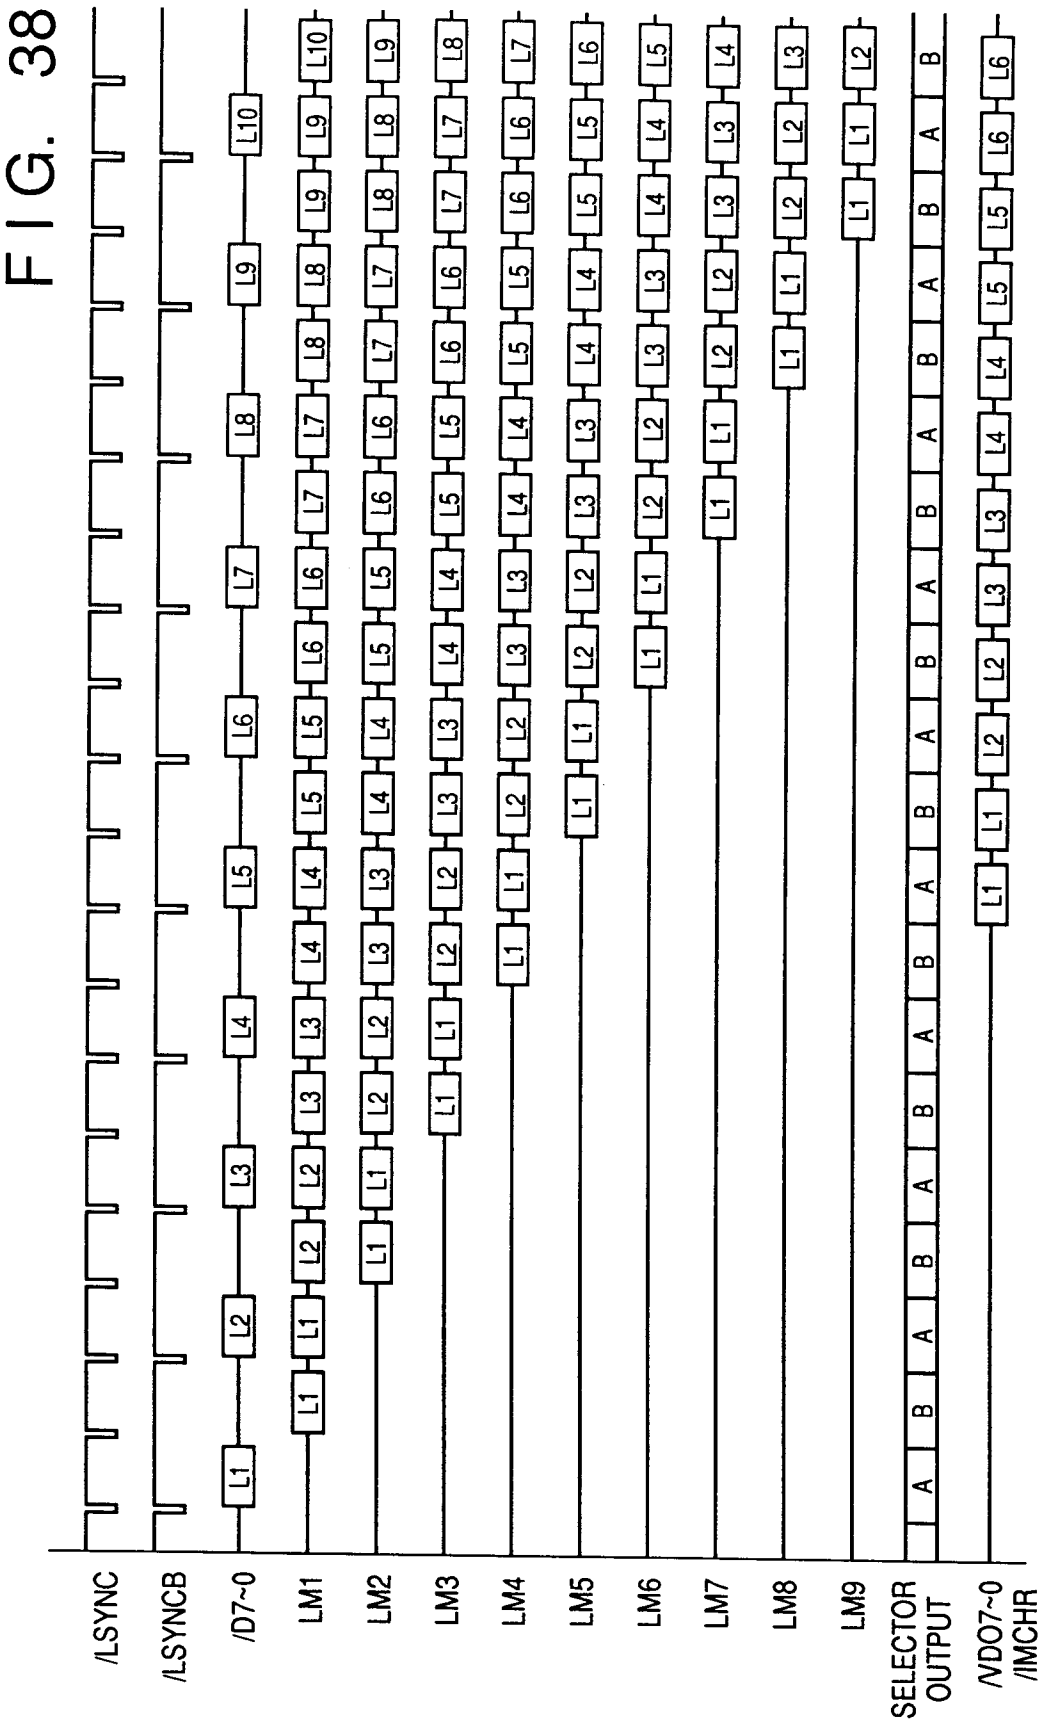 FIG. 38
/LSYNC
/LSYNCB
/D7~0 L1 L2 L3 L4 L5 L6 L7 L8 L9 L10
LM1 L1 L1 L2 L2 L3 L3 L4 L4 L5 L5 L6 L6 L7 L7 L8 L8 L9 L9 L10
LM2 L1 L1 L2 L2 L3 L3 L4 L4 L5 L5 L6 L6 L7 L7 L8 L8 L9
LM3 L1 L1 L2 L2 L3 L3 L4 L4 L5 L5 L6 L6 L7 L7 L8
LM4 L1 L1 L2 L2 L3 L3 L4 L4 L5 L5 L6 L6 L7
LM5 L1 L1 L2 L2 L3 L3 L4 L4 L5 L5 L6
LM6 L1 L1 L2 L2 L3 L3 L4 L4 L5
LM7 L1 L1 L2 L2 L3 L3 L4
LM8 L1 L1 L2 L2 L3
LM9 L1 L1 L2
SELECTOR
OUTPUT A B A B A B A B A B A B A B A B A B A B
/VDO7~0 L1 L1 L2 L2 L3 L3 L4 L4 L5 L5 L6 L6
/IMCHR